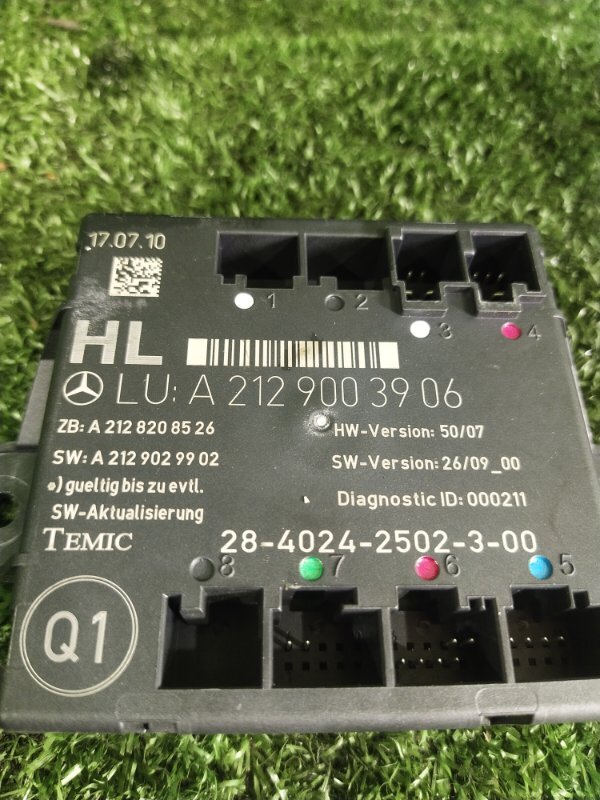 17.07.10
1 2 3 4
HL
LU: A 212 900 39 06
ZB: A 212 820 85 26
HW-Version: 50/07
SW: A 212 902 99 02
SW-Version: 26/09_00
*) gueltig bis zu evtl.
Diagnostic ID: 000211
SW-Aktualisierung
TEMIC 28-4024-2502-3-00
8 7 6 5
Q1